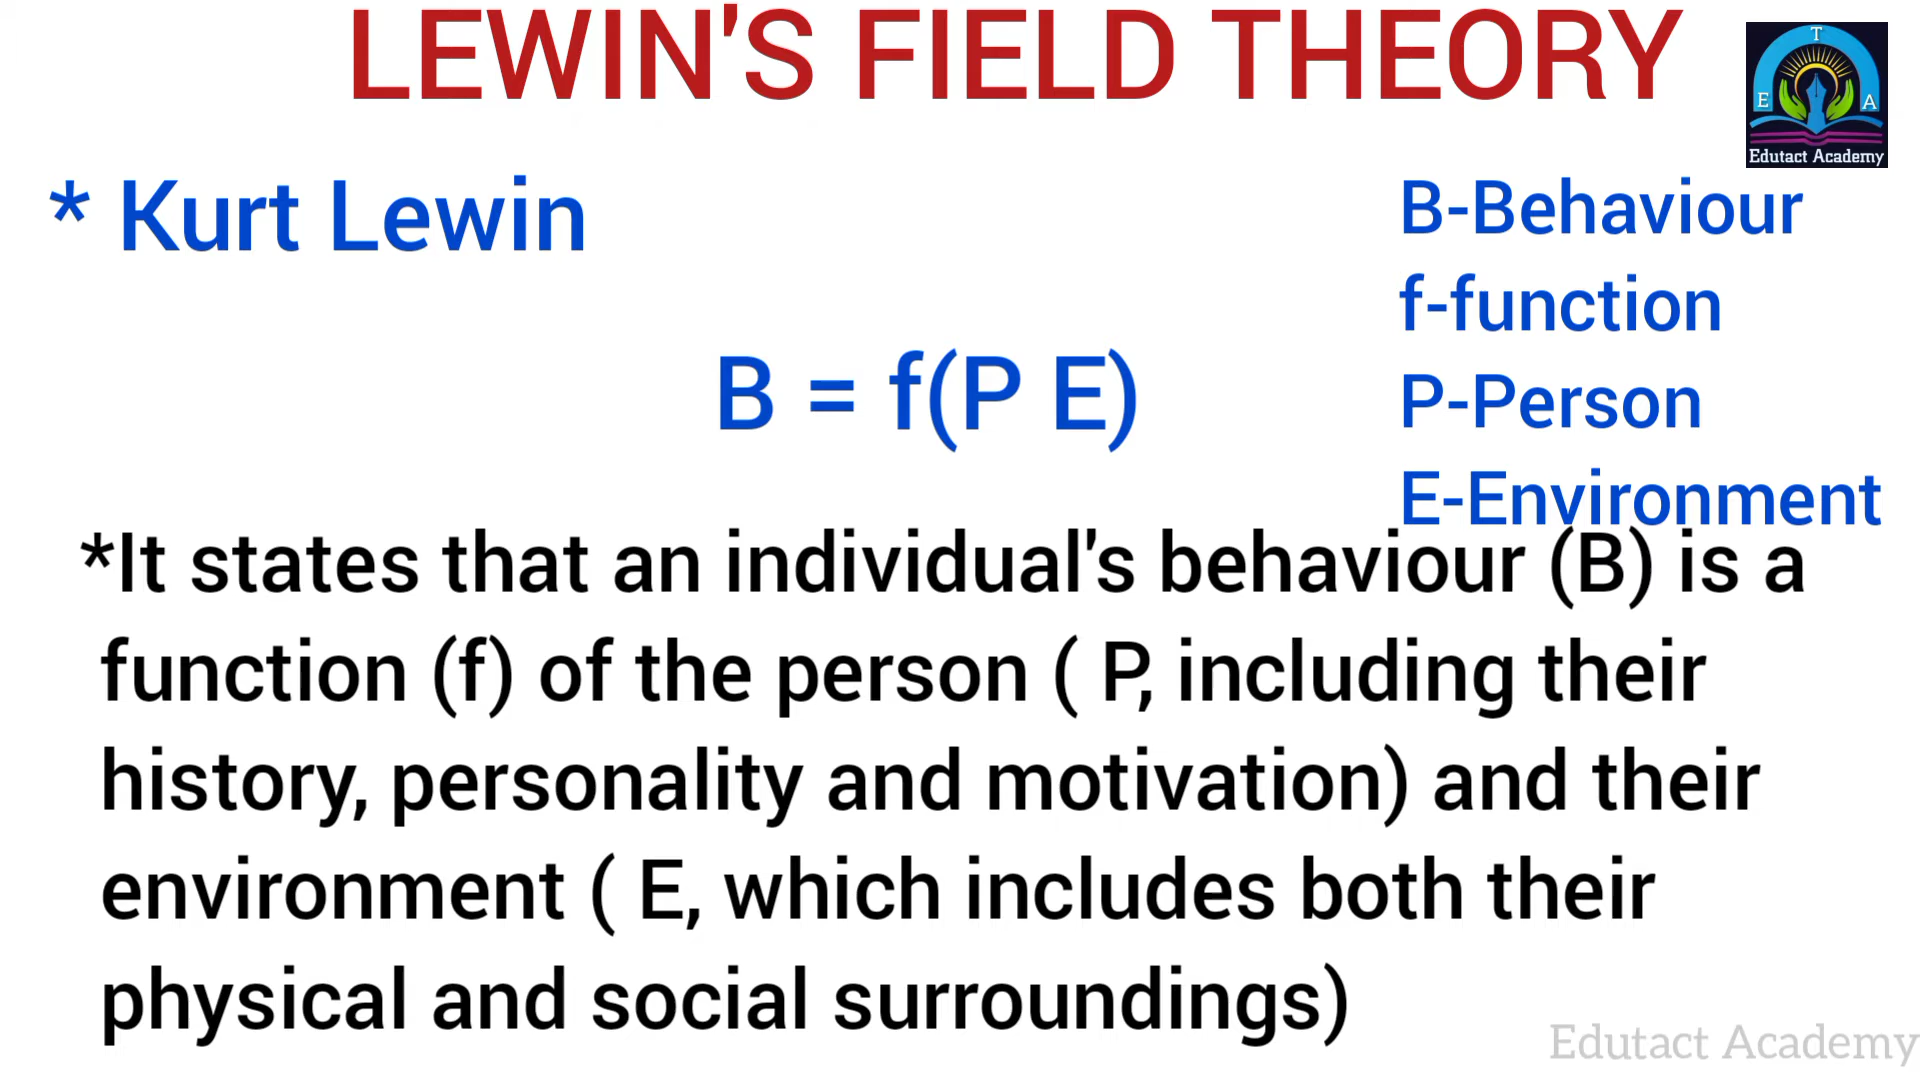 LEWIN'S FIELD THEORY
T
E A
Edutact Academy
* Kurt Lewin
B-Behaviour
f-function
B = f(P E)
P-Person
E-Environment
*It states that an individual's behaviour (B) is a
function (f) of the person ( P, including their
history, personality and motivation) and their
environment ( E, which includes both their
physical and social surroundings)
Edutact Academy